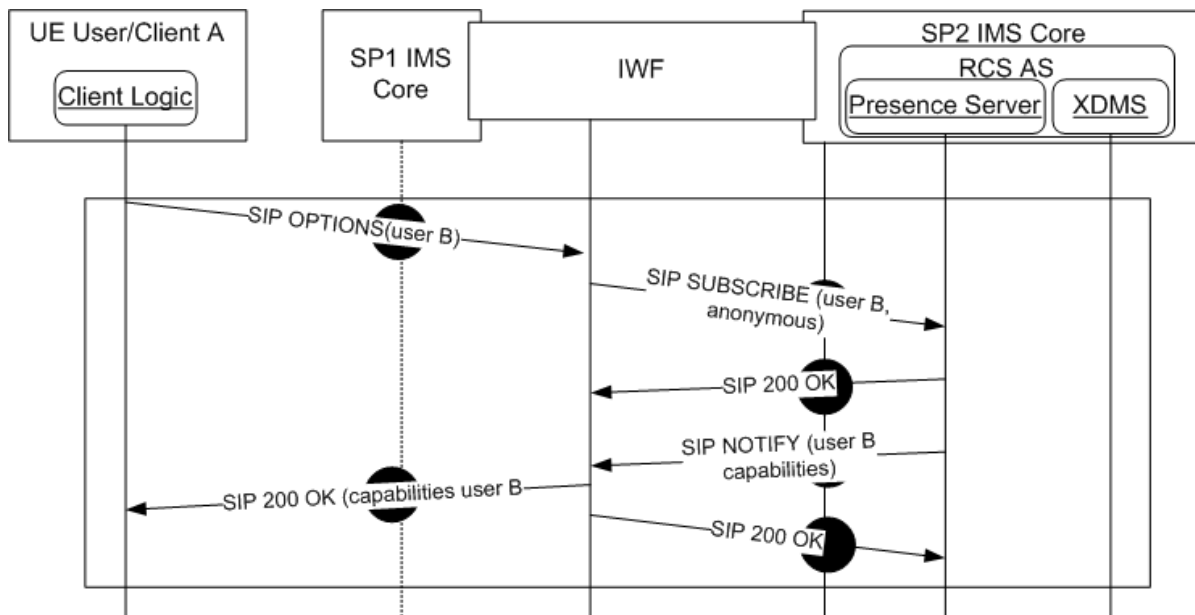 UE User/Client A
Client Logic
SP1 IMS
Core
IWF
SP2 IMS Core
RCS AS
Presence Server
XDMS
SIP OPTIONS(user B)
SIP SUBSCRIBE (user B,
anonymous)
SIP 200 OK
SIP NOTIFY (user B
capabilities)
SIP 200 OK (capabilities user B
SIP 200 OK